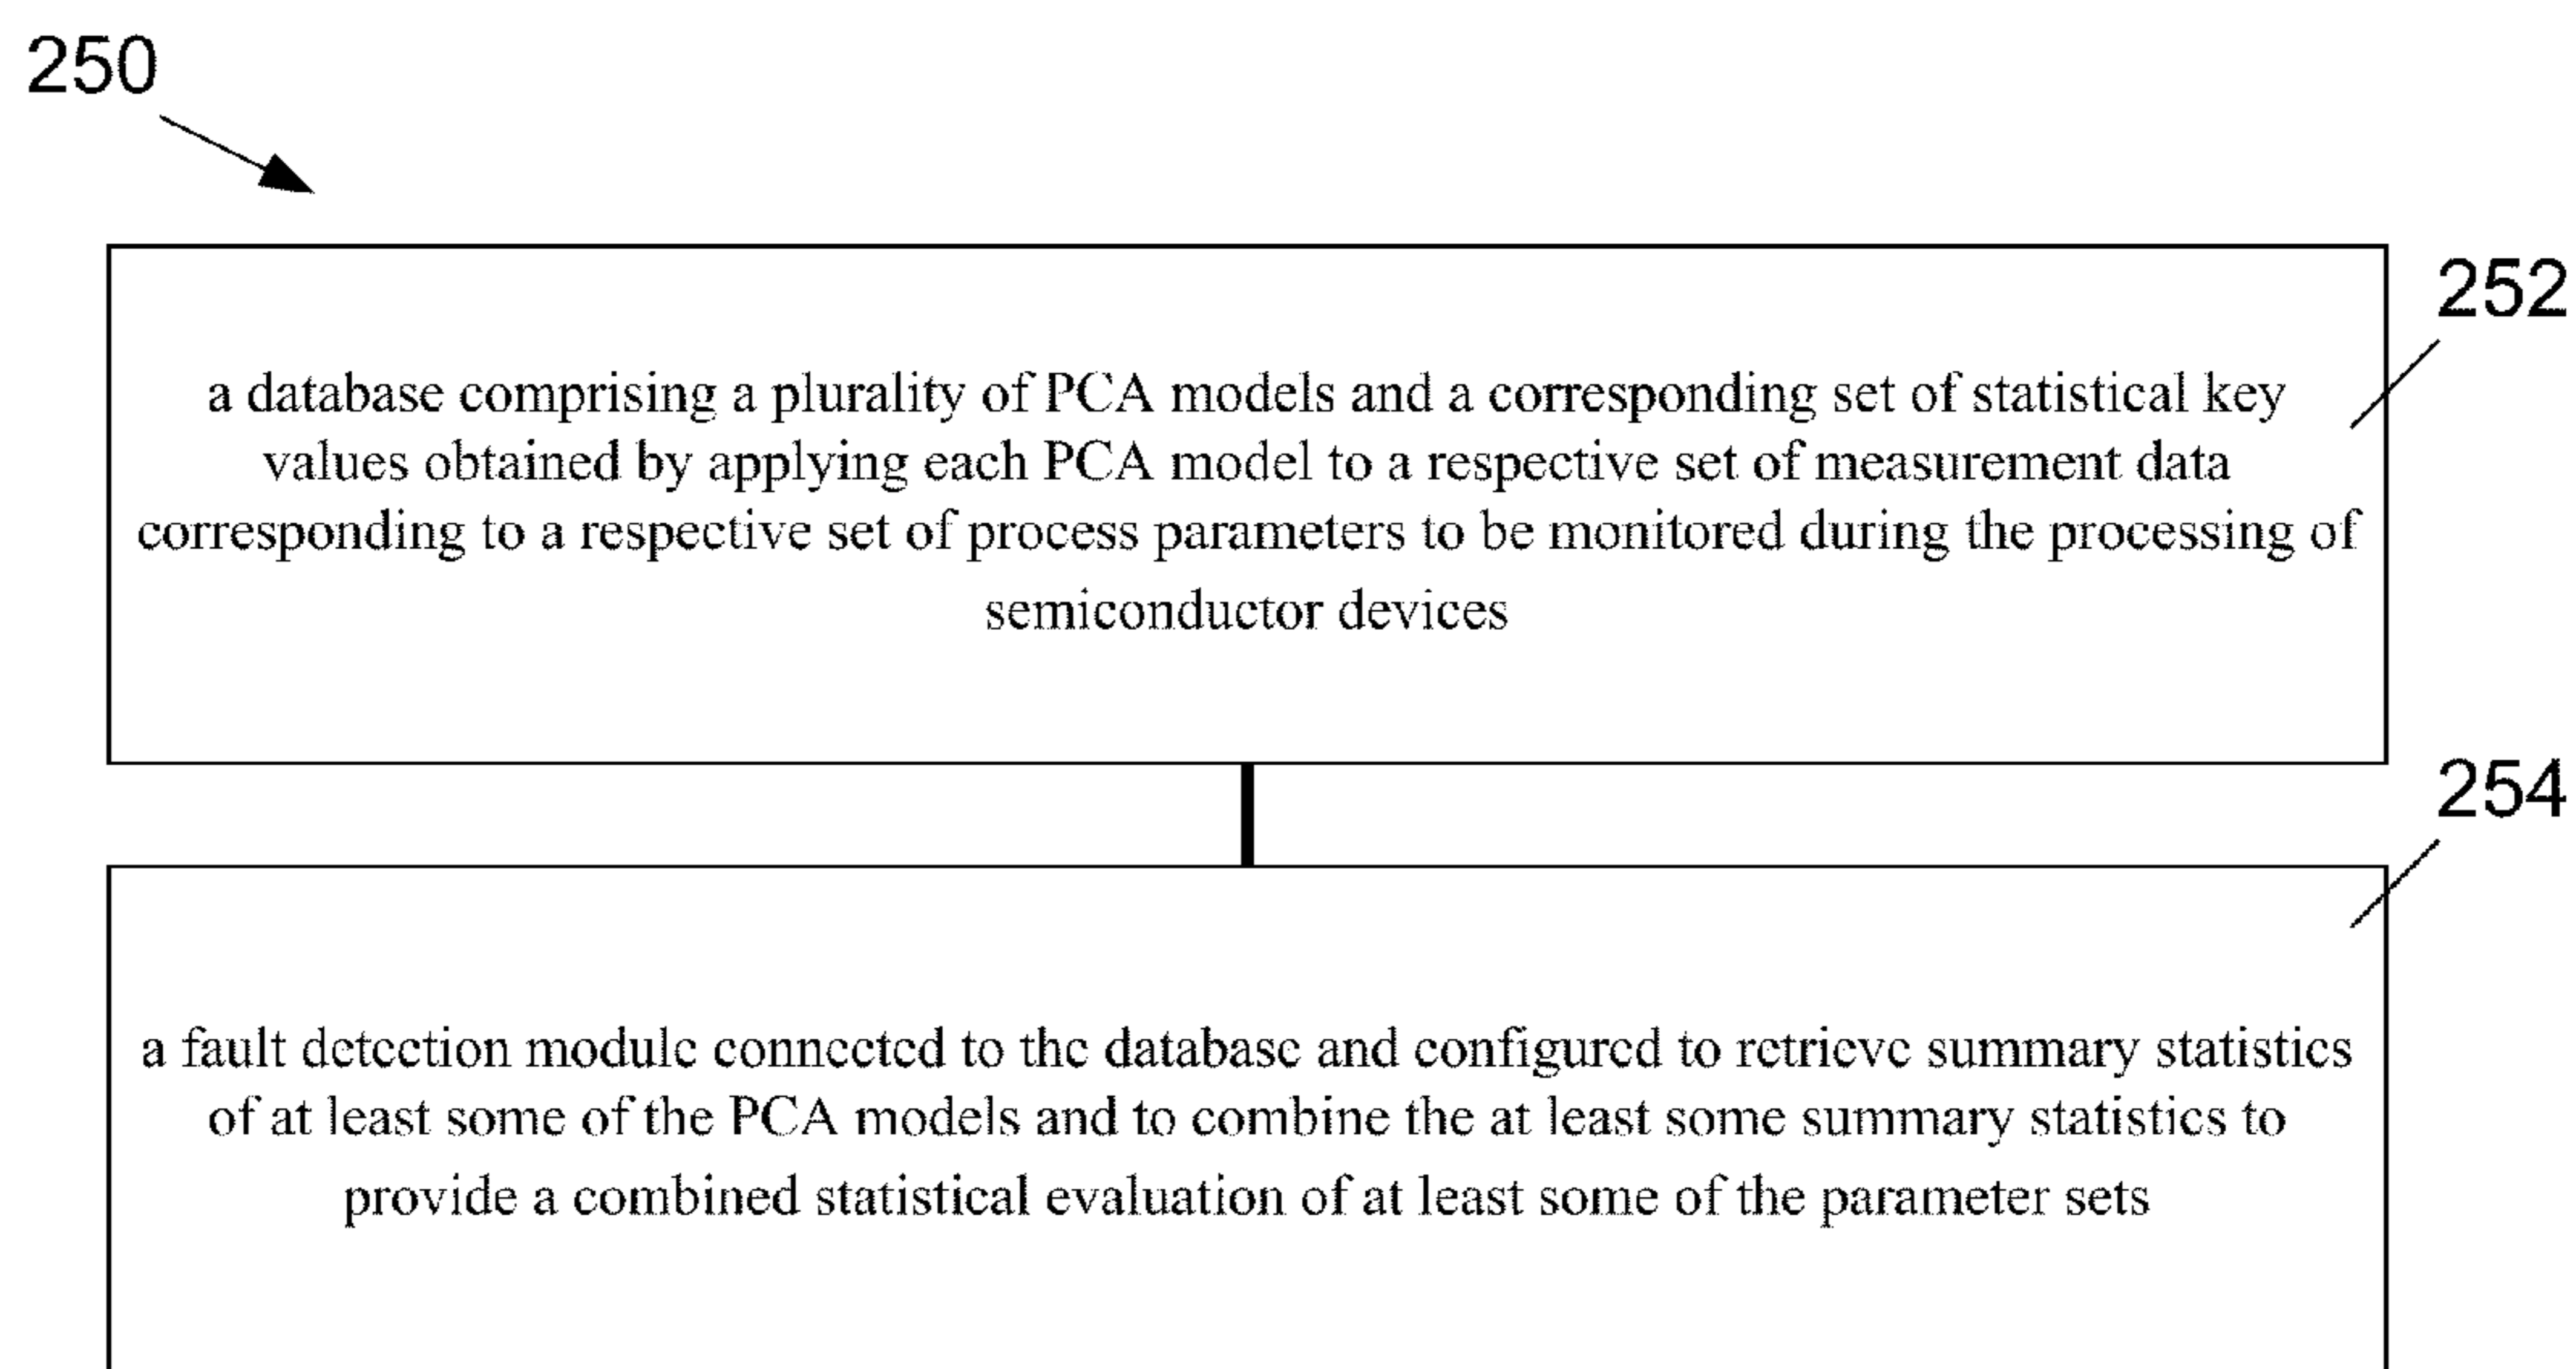 250
252
a database comprising a plurality of PCA models and a corresponding set of statistical key
values obtained by applying each PCA model to a respective set of measurement data
corresponding to a respective set of process parameters to be monitored during the processing of
semiconductor devices
254
a fault detection module connected to the database and configured to retrieve summary statistics
of at least some of the PCA models and to combine the at least some summary statistics to
provide a combined statistical evaluation of at least some of the parameter sets